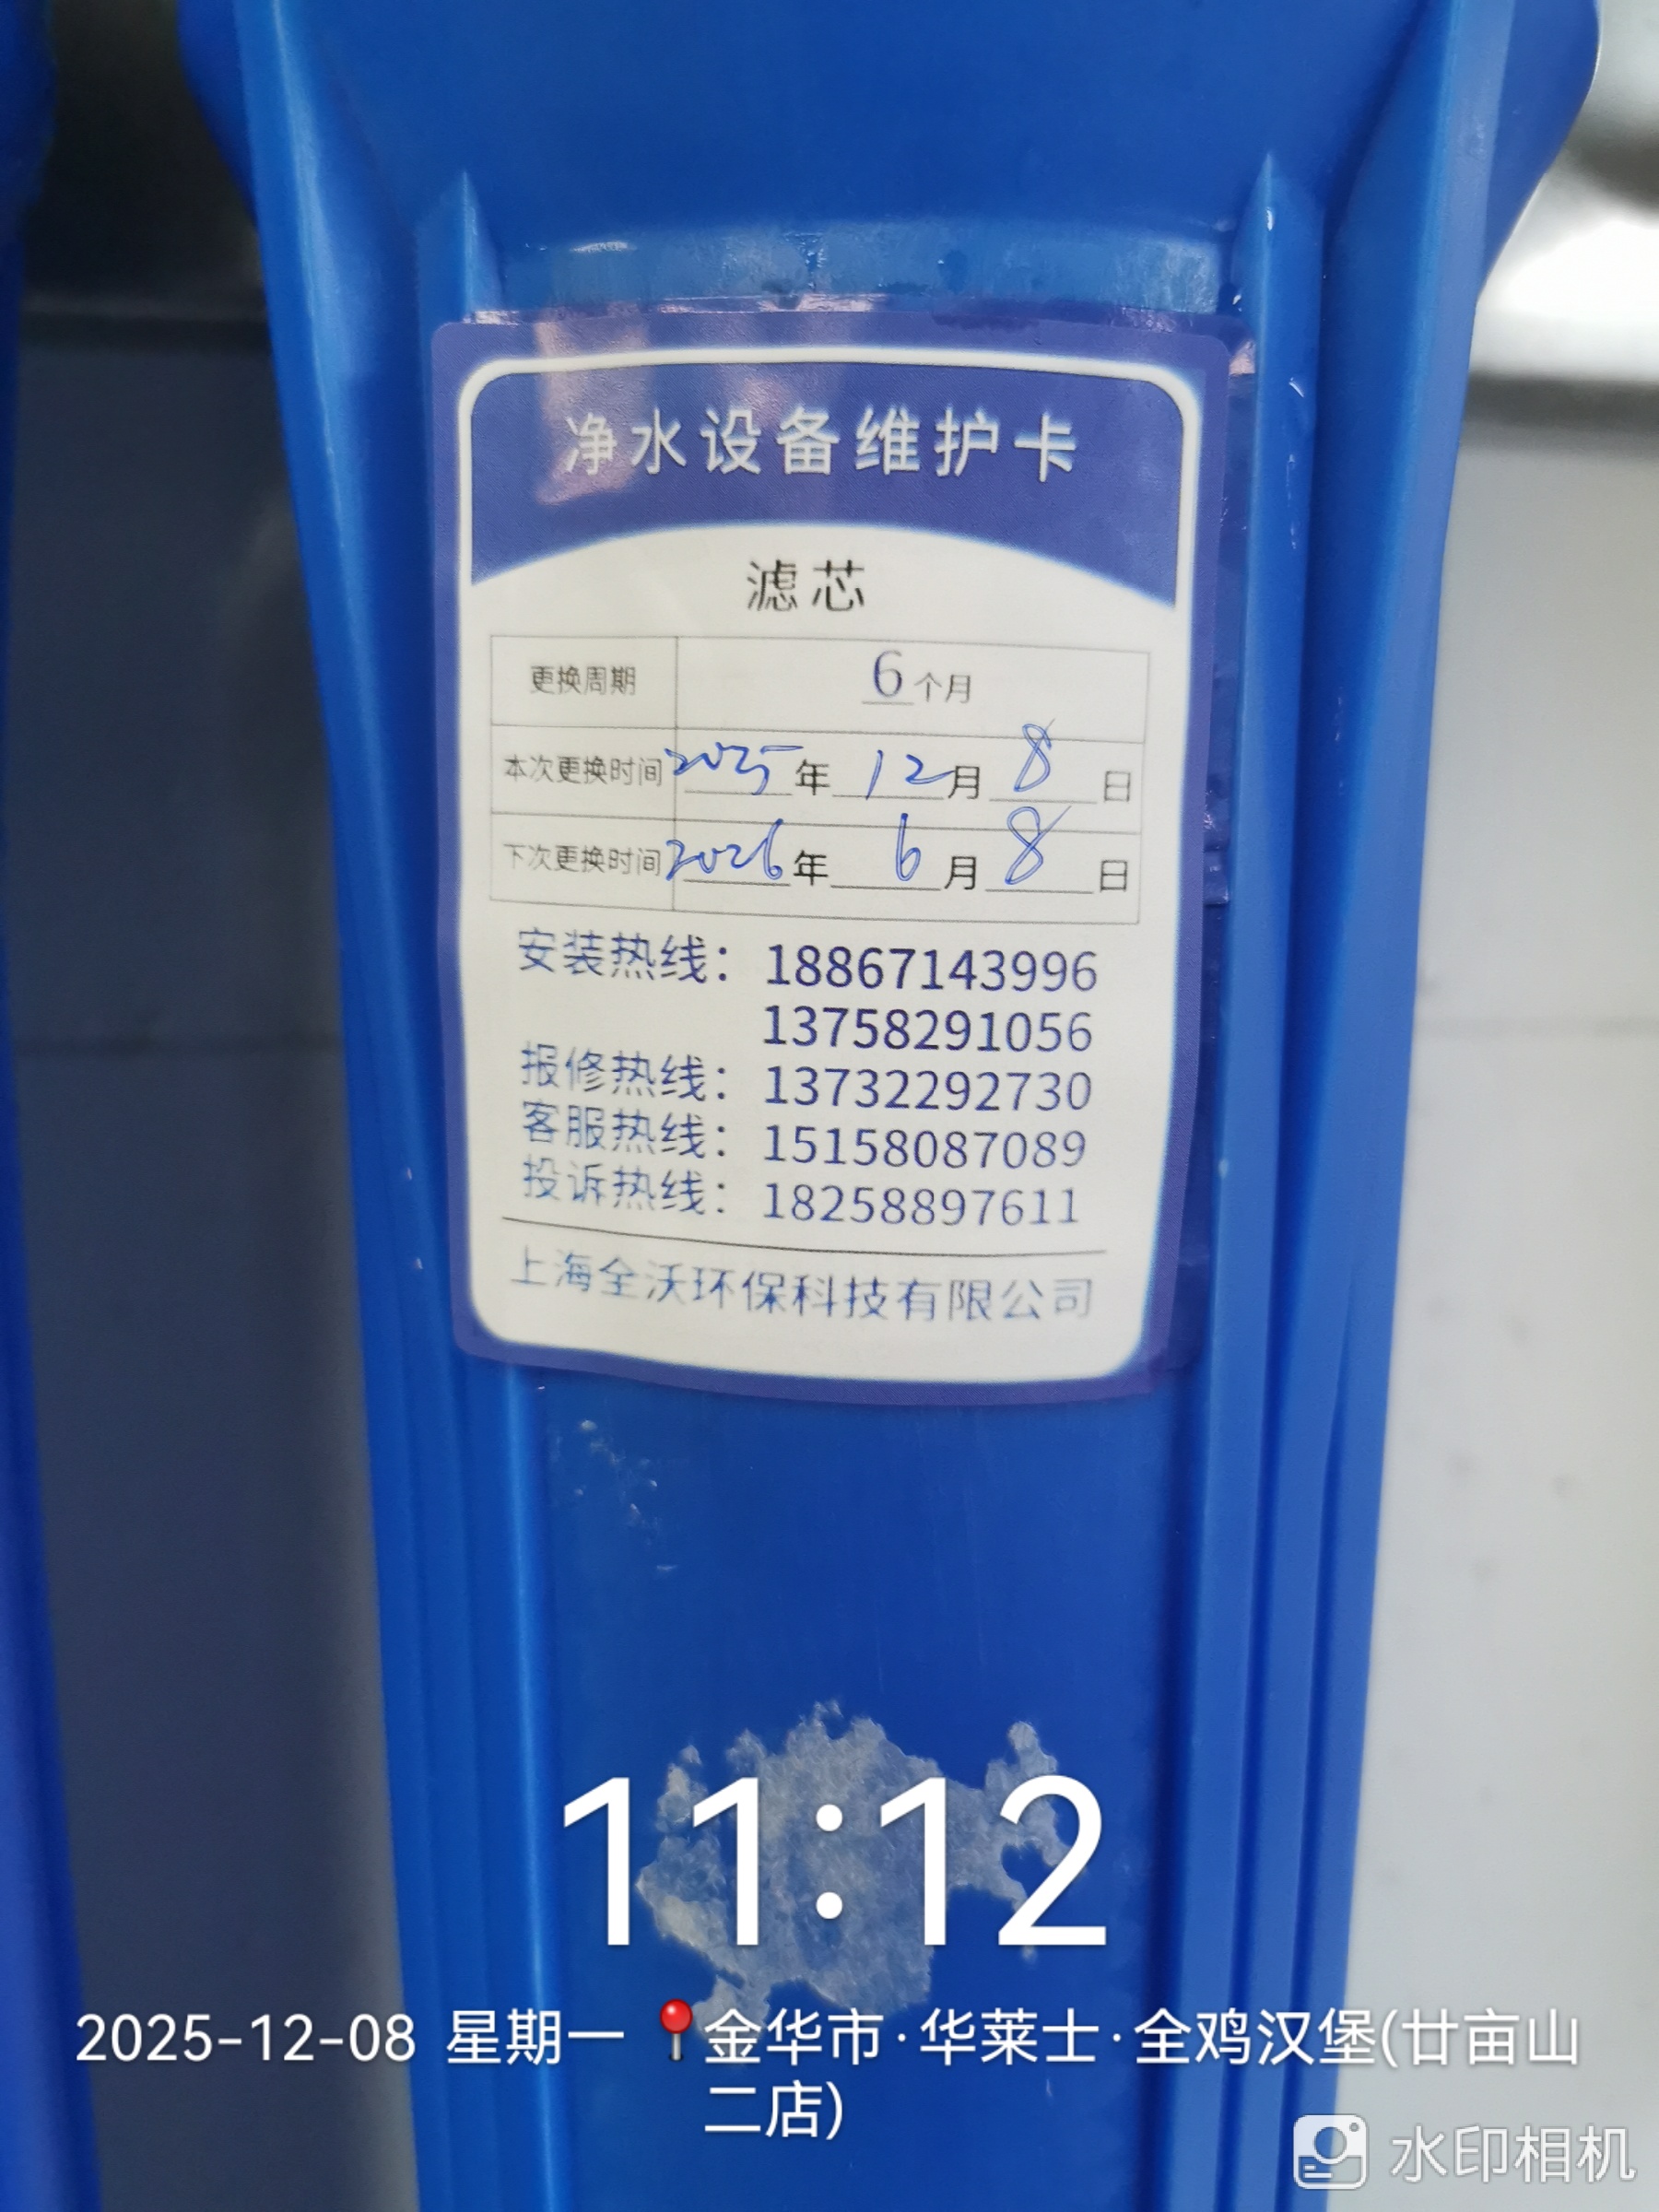 净水设备维护卡
滤芯
更换周期 6个月
本次更换时间 2025年 12月 8日
下次更换时间 2026年 6月 8日
安装热线：18867143996
13758291056
报修热线：13732292730
客服热线：15158087089
投诉热线：18258897611
上海全沃环保科技有限公司
11:12
2025-12-08 星期一 📍金华市·华莱士·全鸡汉堡(廿亩山
二店)
水印相机